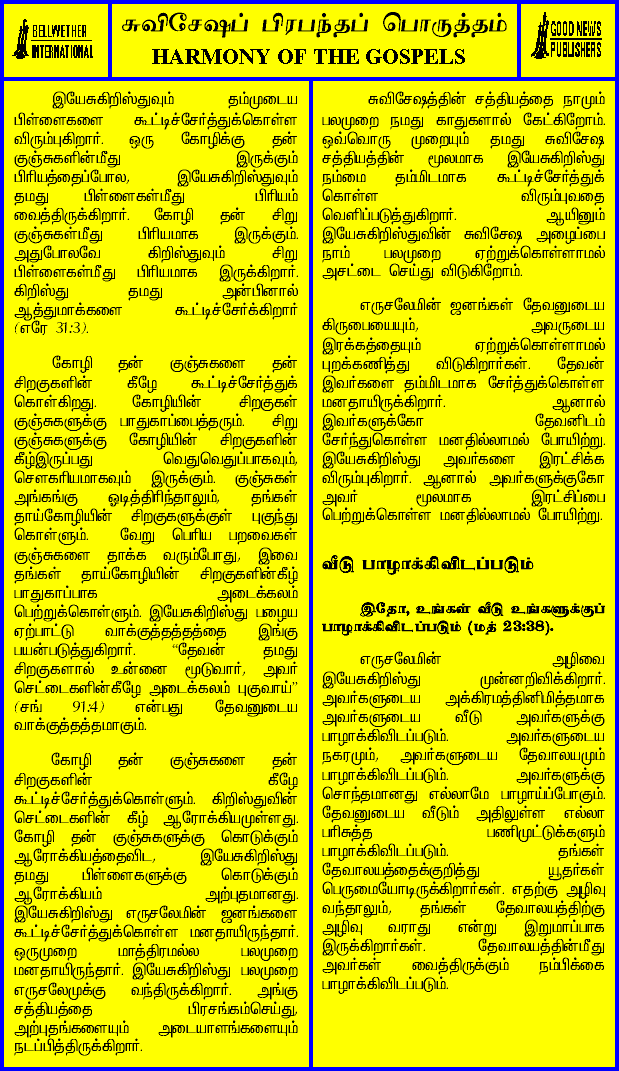 BELLWETHER
INTERNATIONAL
சுவிசேஷப் பிரபந்தப் பொருத்தம்
HARMONY OF THE GOSPELS
GOOD NEWS
PUBLISHERS
இயேசுகிறிஸ்துவும் தம்முடைய
பிள்ளைகளை கூட்டிச்சேர்த்துக்கொள்ள
விரும்புகிறார். ஒரு கோழிக்கு தன்
குஞ்சுகளின்மீது இருக்கும்
பிரியத்தைப்போல, இயேசுகிறிஸ்துவும்
தமது பிள்ளைகள்மீது பிரியம்
வைத்திருக்கிறார். கோழி தன் சிறு
குஞ்சுகள்மீது பிரியமாக இருக்கும்.
அதுபோலவே கிறிஸ்துவும் சிறு
பிள்ளைகள்மீது பிரியமாக இருக்கிறார்.
கிறிஸ்து தமது அன்பினால்
ஆத்துமாக்களை கூட்டிச்சேர்க்கிறார்
(எரே 31:3).
கோழி தன் குஞ்சுகளை தன்
சிறகுகளின் கீழே கூட்டிச்சேர்த்துக்
கொள்கிறது. கோழியின் சிறகுகள்
குஞ்சுகளுக்கு பாதுகாப்பைத்தரும். சிறு
குஞ்சுகளுக்கு கோழியின் சிறகுகளின்
கீழ்இருப்பது வெதுவெதுப்பாகவும்,
சௌகரியமாகவும் இருக்கும். குஞ்சுகள்
அங்கங்கு ஓடித்திரிந்தாலும், தங்கள்
தாய்கோழியின் சிறகுகளுக்குள் புகுந்து
கொள்ளும். வேறு பெரிய பறவைகள்
குஞ்சுகளை தாக்க வரும்போது, இவை
தங்கள் தாய்கோழியின் சிறகுகளின்கீழ்
பாதுகாப்பாக அடைக்கலம்
பெற்றுக்கொள்ளும். இயேசுகிறிஸ்து பழைய
ஏற்பாட்டு வாக்குத்தத்தத்தை இங்கு
பயன்படுத்துகிறார். “தேவன் தமது
சிறகுகளால் உன்னை மூடுவார், அவர்
செட்டைகளின்கீழே அடைக்கலம் புகுவாய்”
(சங் 91:4) என்பது தேவனுடைய
வாக்குத்தத்தமாகும்.
கோழி தன் குஞ்சுகளை தன்
சிறகுகளின் கீழே
கூட்டிச்சேர்த்துக்கொள்ளும். கிறிஸ்துவின்
செட்டைகளின் கீழ் ஆரோக்கியமுள்ளது.
கோழி தன் குஞ்சுகளுக்கு கொடுக்கும்
ஆரோக்கியத்தைவிட, இயேசுகிறிஸ்து
தமது பிள்ளைகளுக்கு கொடுக்கும்
ஆரோக்கியம் அற்புதமானது.
இயேசுகிறிஸ்து எருசலேமின் ஜனங்களை
கூட்டிச்சேர்த்துக்கொள்ள மனதாயிருந்தார்.
ஒருமுறை மாத்திரமல்ல பலமுறை
மனதாயிருந்தார். இயேசுகிறிஸ்து பலமுறை
எருசலேமுக்கு வந்திருக்கிறார். அங்கு
சத்தியத்தை பிரசங்கம்செய்து,
அற்புதங்களையும் அடையாளங்களையும்
நடப்பித்திருக்கிறார்.
சுவிசேஷத்தின் சத்தியத்தை நாமும்
பலமுறை நமது காதுகளால் கேட்கிறோம்.
ஒவ்வொரு முறையும் தமது சுவிசேஷ
சத்தியத்தின் மூலமாக இயேசுகிறிஸ்து
நம்மை தம்மிடமாக கூட்டிச்சேர்த்துக்
கொள்ள விரும்புவதை
வெளிப்படுத்துகிறார். ஆயினும்
இயேசுகிறிஸ்துவின் சுவிசேஷ அழைப்பை
நாம் பலமுறை ஏற்றுக்கொள்ளாமல்
அசட்டை செய்து விடுகிறோம்.
எருசலேமின் ஜனங்கள் தேவனுடைய
கிருபையையும், அவருடைய
இரக்கத்தையும் ஏற்றுக்கொள்ளாமல்
புறக்கணித்து விடுகிறார்கள். தேவன்
இவர்களை தம்மிடமாக சேர்த்துக்கொள்ள
மனதாயிருக்கிறார். ஆனால்
இவர்களுக்கோ தேவனிடம்
சேர்ந்துகொள்ள மனதில்லாமல் போயிற்று.
இயேசுகிறிஸ்து அவர்களை இரட்சிக்க
விரும்புகிறார். ஆனால் அவர்களுக்குகோ
அவர் மூலமாக இரட்சிப்பை
பெற்றுக்கொள்ள மனதில்லாமல் போயிற்று.
வீடு பாழாக்கிவிடப்படும்
இதோ, உங்கள் வீடு உங்களுக்குப்
பாழாக்கிவிடப்படும் (மத் 23:38).
எருசலேமின் அழிவை
இயேசுகிறிஸ்து முன்னறிவிக்கிறார்.
அவர்களுடைய அக்கிரமத்தினிமித்தமாக
அவர்களுடைய வீடு அவர்களுக்கு
பாழாக்கிவிடப்படும். அவர்களுடைய
நகரமும், அவர்களுடைய தேவாலயமும்
பாழாக்கிவிடப்படும். அவர்களுக்கு
சொந்தமானது எல்லாமே பாழாய்ப்போகும்.
தேவனுடைய வீடும் அதிலுள்ள எல்லா
பரிசுத்த பணிமுட்டுக்களும்
பாழாக்கிவிடப்படும். தங்கள்
தேவாலயத்தைக்குறித்து யூதர்கள்
பெருமையோடிருக்கிறார்கள். எதற்கு அழிவு
வந்தாலும், தங்கள் தேவாலயத்திற்கு
அழிவு வராது என்று இறுமாப்பாக
இருக்கிறார்கள். தேவாலயத்தின்மீது
அவர்கள் வைத்திருக்கும் நம்பிக்கை
பாழாக்கிவிடப்படும்.